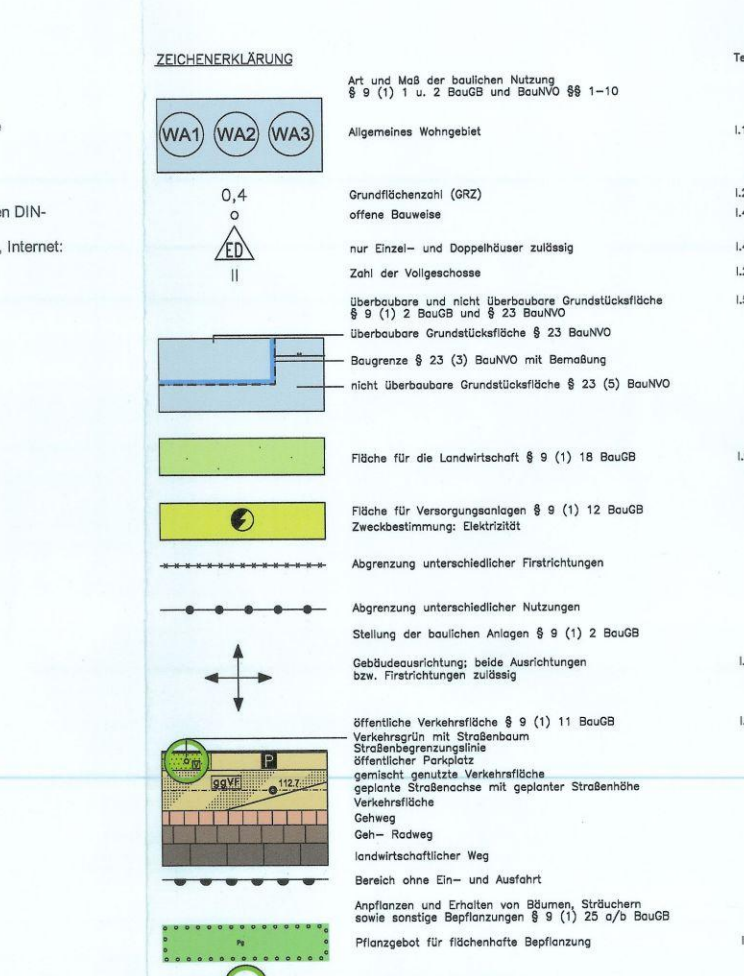 en DIN-
, Internet:
ZEICHENERKLÄRUNG
Art und Maß der baulichen Nutzung
§ 9 (1) 1 u. 2 BauGB und BauNVO §§ 1-10
WA1 WA2 WA3 Allgemeines Wohngebiet
0,4 Grundflächenzahl (GRZ)
o offene Bauweise
ED nur Einzel- und Doppelhäuser zulässig
II Zahl der Vollgeschosse
überbaubare und nicht überbaubare Grundstücksfläche
§ 9 (1) 2 BauGB und § 23 BauNVO
überbaubare Grundstücksfläche § 23 BauNVO
Baugrenze § 23 (3) BauNVO mit Bemaßung
nicht überbaubare Grundstücksfläche § 23 (5) BauNVO
Fläche für die Landwirtschaft § 9 (1) 18 BauGB
Fläche für Versorgungsanlagen § 9 (1) 12 BauGB
Zweckbestimmung: Elektrizität
Abgrenzung unterschiedlicher Firstrichtungen
Abgrenzung unterschiedlicher Nutzungen
Stellung der baulichen Anlagen § 9 (1) 2 BauGB
Gebäudeausrichtung; beide Ausrichtungen
bzw. Firstrichtungen zulässig
öffentliche Verkehrsfläche § 9 (1) 11 BauGB
Verkehrsgrün mit Straßenbaum
Straßenbegrenzungslinie
V P öffentlicher Parkplatz
gemischt genutzte Verkehrsfläche
ggVF 112.7 geplante Straßenachse mit geplanter Straßenhöhe
Verkehrsfläche
Gehweg
Geh- Radweg
landwirtschaftlicher Weg
Bereich ohne Ein- und Ausfahrt
Anpflanzen und Erhalten von Bäumen, Sträuchern
sowie sonstige Bepflanzungen § 9 (1) 25 a/b BauGB
Pg Pflanzgebot für flächenhafte Bepflanzung